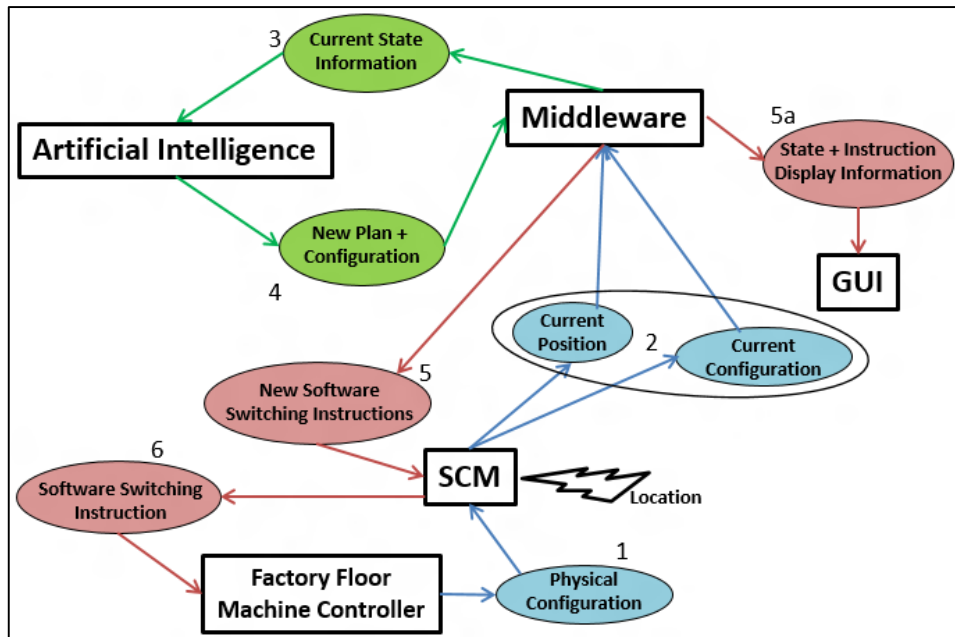 3
Current State
Information
Middleware
5a
Artificial Intelligence
State + Instruction
Display Information
New Plan +
Configuration
4
GUI
Current
Position
2
Current
Configuration
5
New Software
Switching Instructions
6
SCM
Location
Software Switching
Instruction
1
Factory Floor
Machine Controller
Physical
Configuration